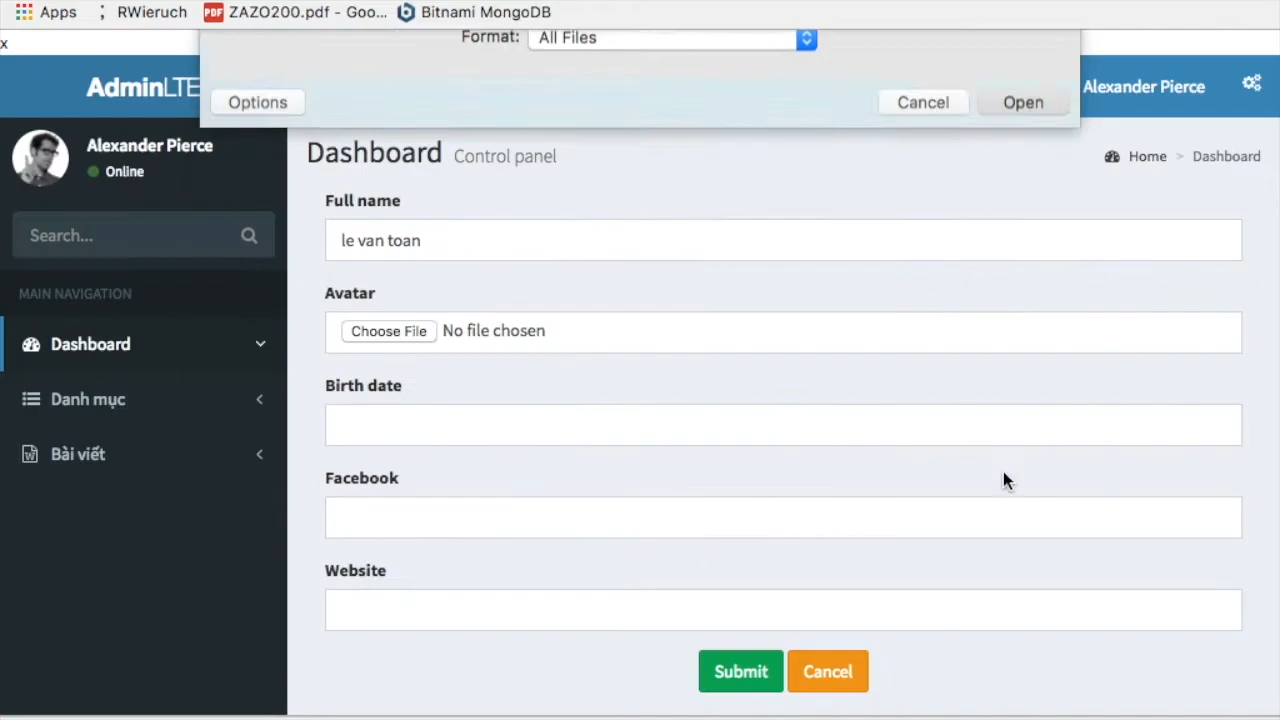 Apps ; RWieruch PDF ZAZO200.pdf - Goo... Bitnami MongoDB
x
Format: All Files
Options Cancel Open
AdminLTE Alexander Pierce
Alexander Pierce
Online
Dashboard Control panel
Home > Dashboard
Search...
MAIN NAVIGATION
Dashboard
Danh mục
Bài viết
Full name
le van toan
Avatar
Choose File No file chosen
Birth date
Facebook
Website
Submit Cancel